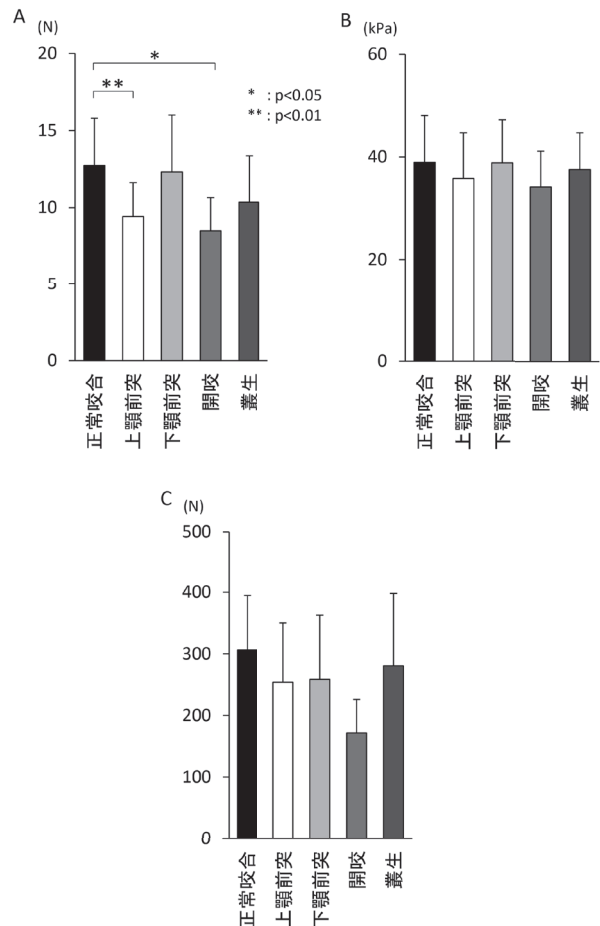 A
(N)
20
15
10
5
0
*
**
* : p<0.05
** : p<0.01
正常咬合
上顎前突
下顎前突
開咬
叢生
B
(kPa)
60
40
20
0
正常咬合
上顎前突
下顎前突
開咬
叢生
C
(N)
500
400
300
200
100
0
正常咬合
上顎前突
下顎前突
開咬
叢生